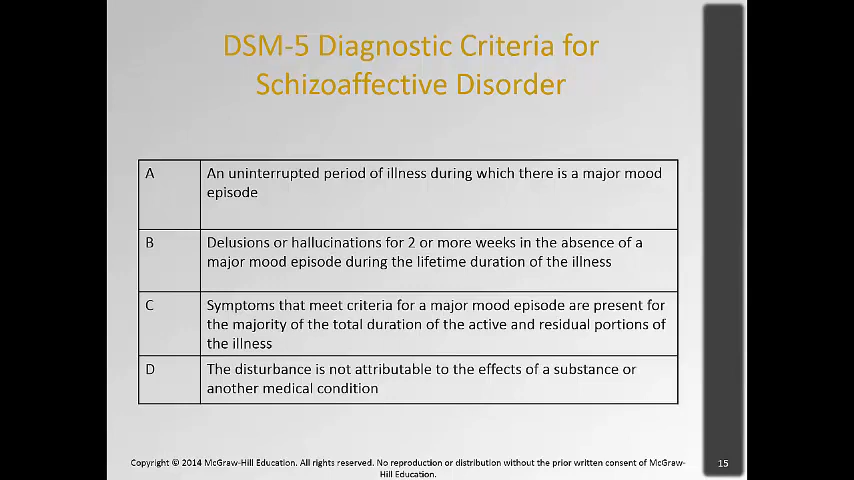 DSM-5 Diagnostic Criteria for
Schizoaffective Disorder
A
An uninterrupted period of illness during which there is a major mood
episode
B
Delusions or hallucinations for 2 or more weeks in the absence of a
major mood episode during the lifetime duration of the illness
C
Symptoms that meet criteria for a major mood episode are present for
the majority of the total duration of the active and residual portions of
the illness
D
The disturbance is not attributable to the effects of a substance or
another medical condition
Copyright © 2014 McGraw-Hill Education. All rights reserved. No reproduction or distribution without the prior written consent of McGraw-
Hill Education.
15